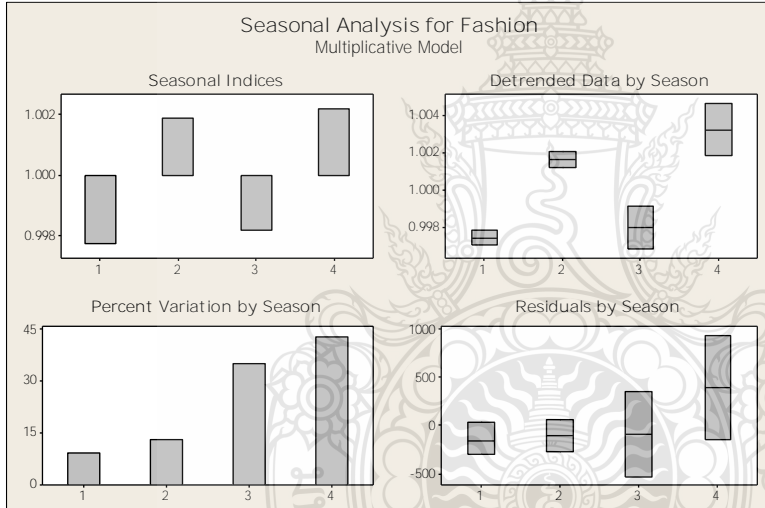 Seasonal Analysis for Fashion
Multiplicative Model
Seasonal Indices
1.002
1.000
0.998
1 2 3 4
Detrended Data by Season
1.004
1.002
1.000
0.998
1 2 3 4
Percent Variation by Season
45
30
15
0
1 2 3 4
Residuals by Season
1000
500
0
-500
1 2 3 4